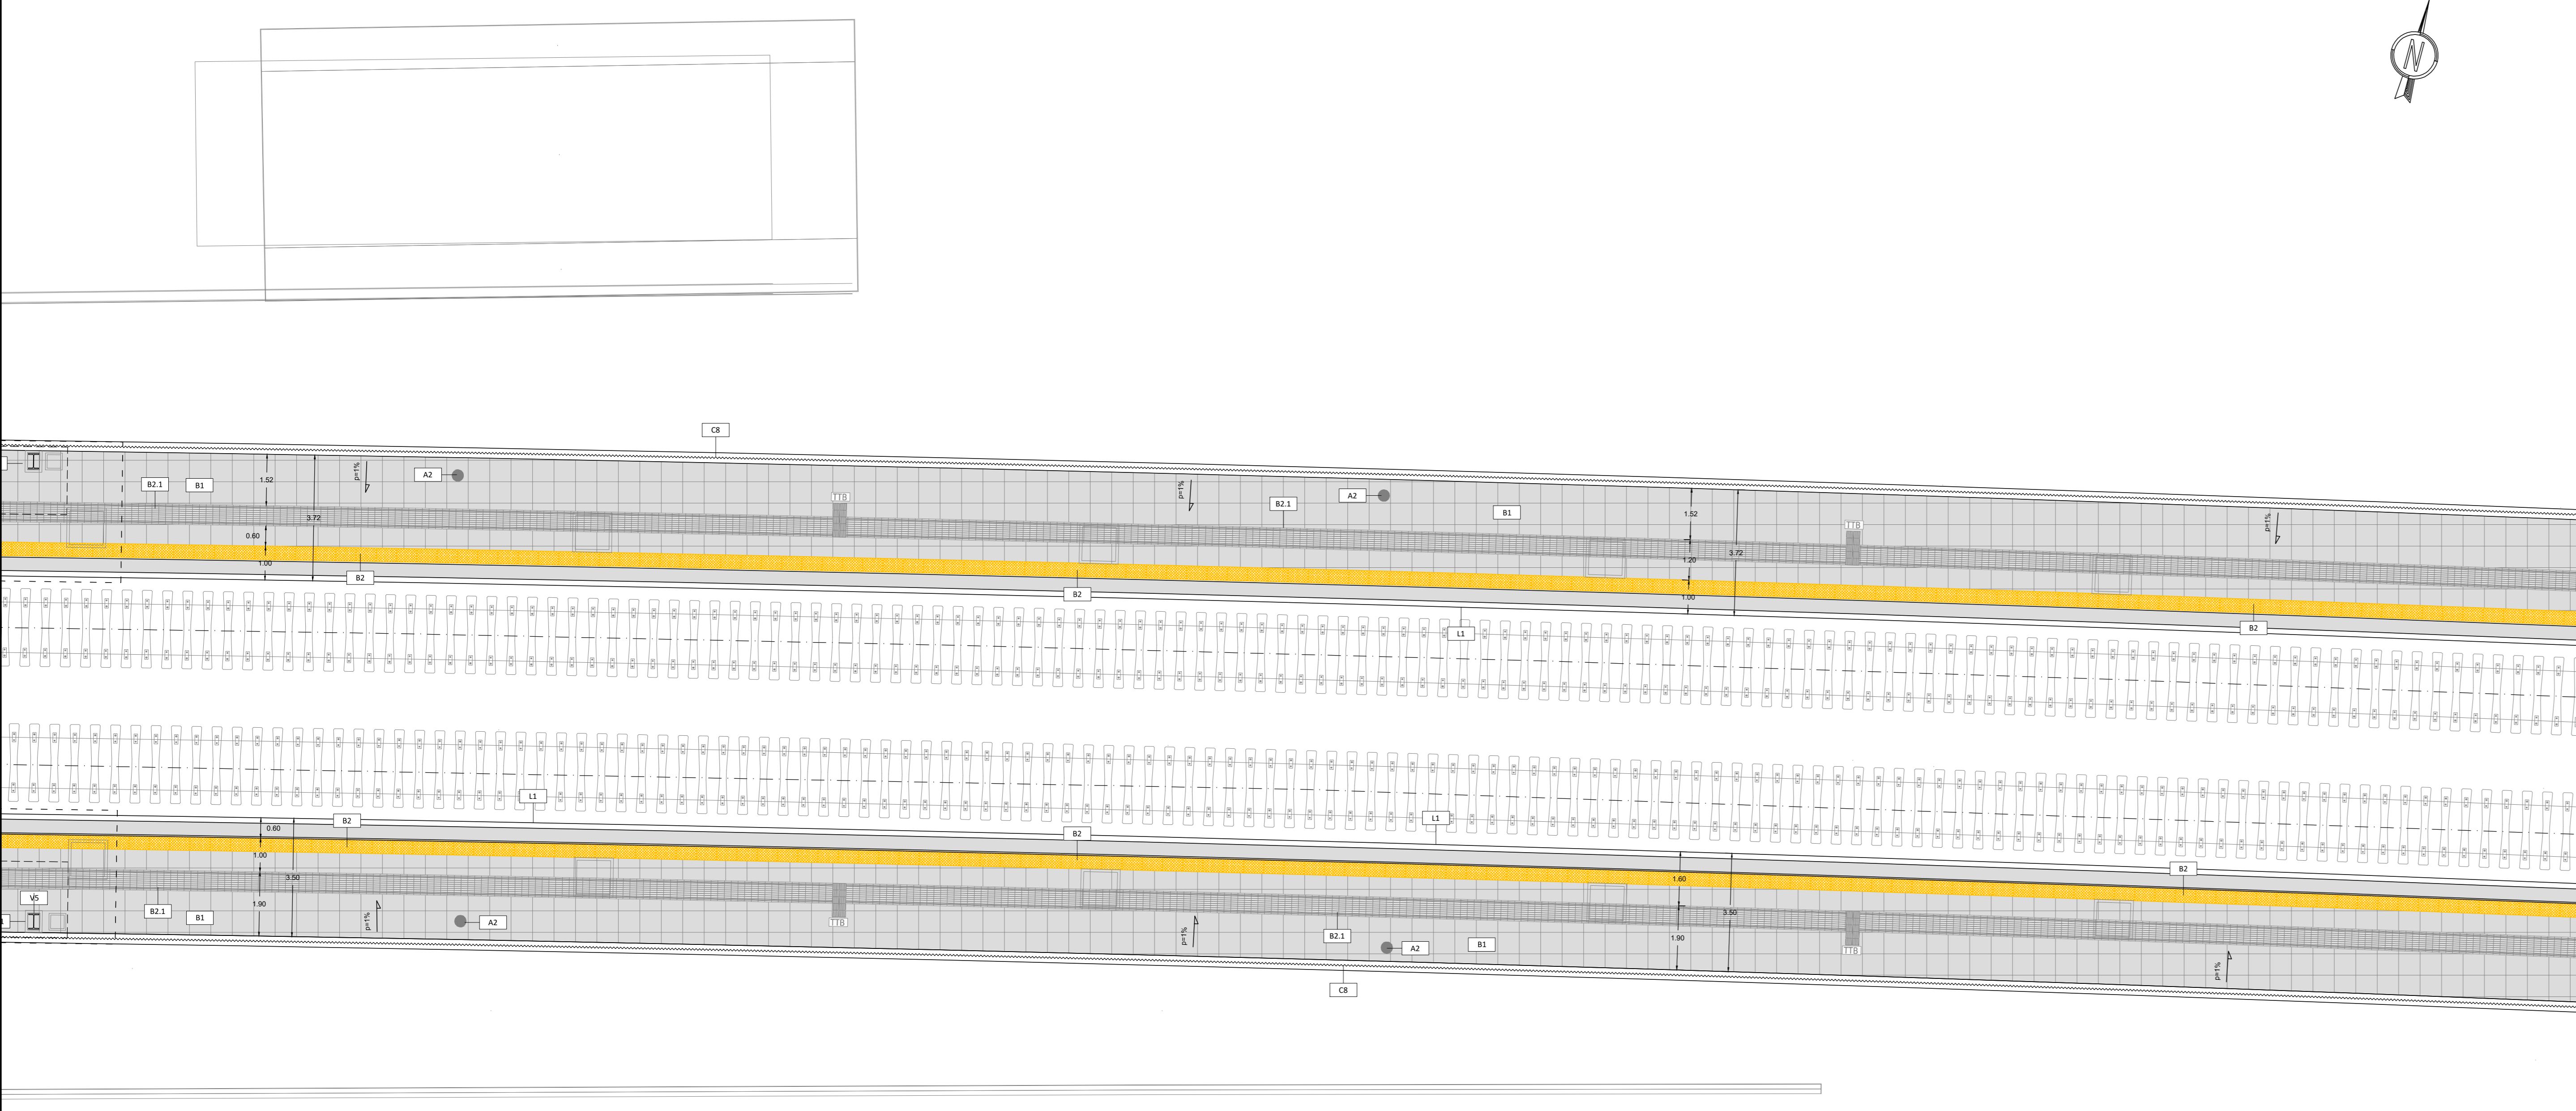 N
C8
A2
1.52
p=1%
B2.1
B1
TTB
p=1%
A2
B2.1
B1
1.52
TTB
p=1%
3.72
0.60
1.00
B2
3.72
1.20
1.00
B2
B2
L1
L1
L1
B2
0.60
B2
1.00
3.50
B2
1.60
1.90
V5
B2.1
B1
p=1%
A2
TTB
p=1%
B2.1
A2
B1
3.50
1.90
TTB
p=1%
1
C8